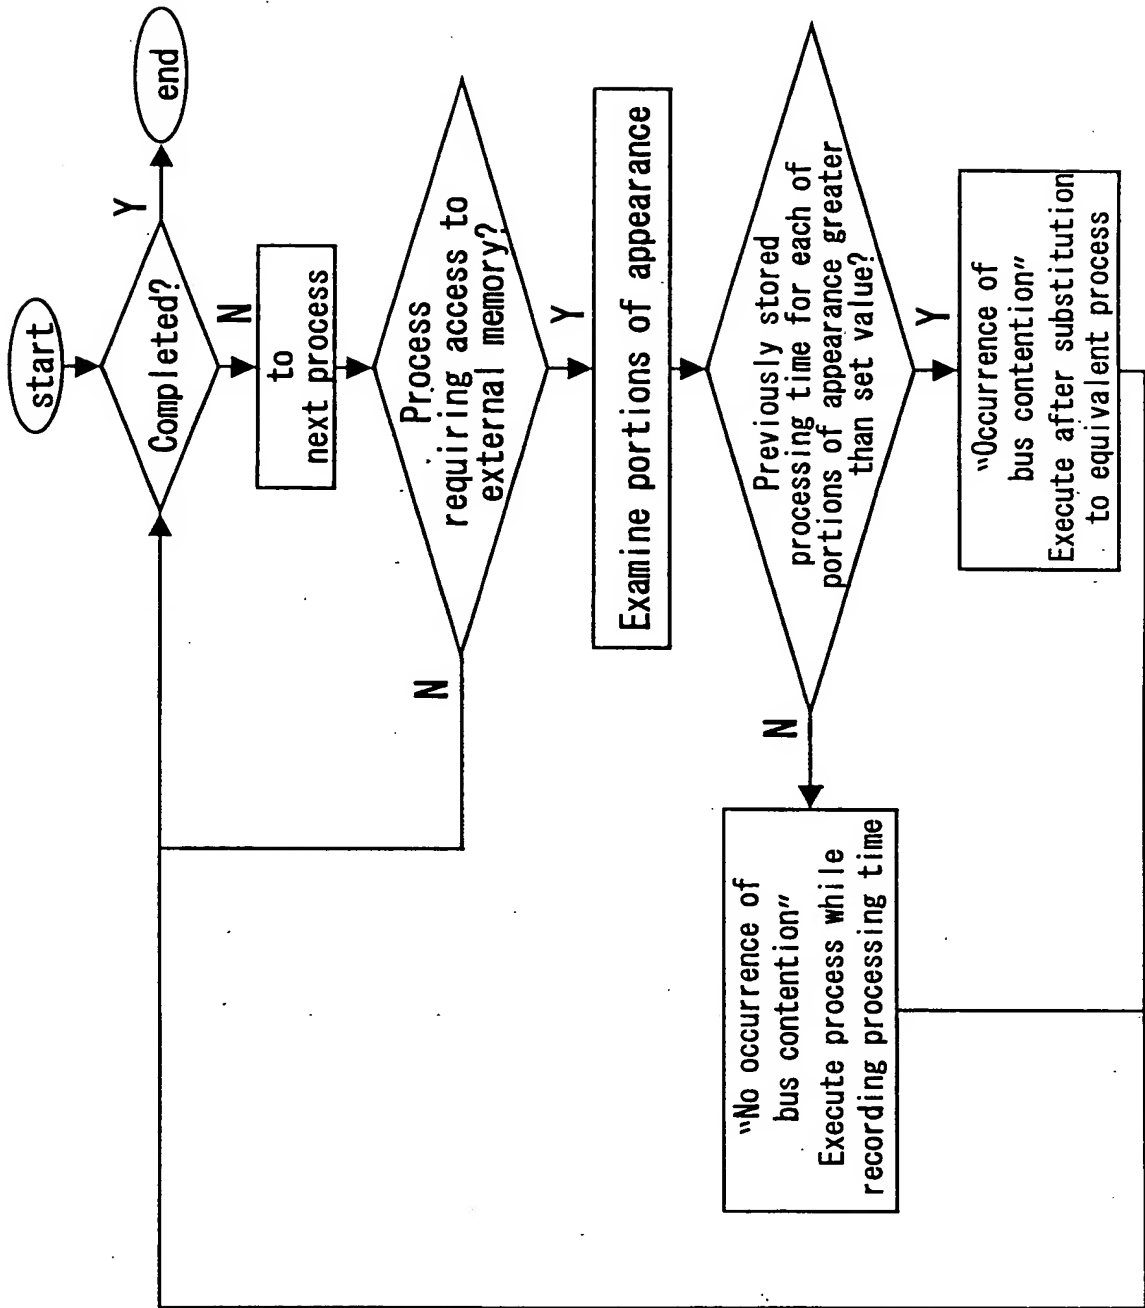 start
Completed?
Y
end
N
to
next process
Process
requiring access to
external memory?
N
Y
Examine portions of appearance
Previously stored
processing time for each of
portions of appearance greater
than set value?
N
Y
"No occurrence of
bus contention"
Execute process while
recording processing time
"Occurrence of
bus contention"
Execute after substitution
to equivalent process